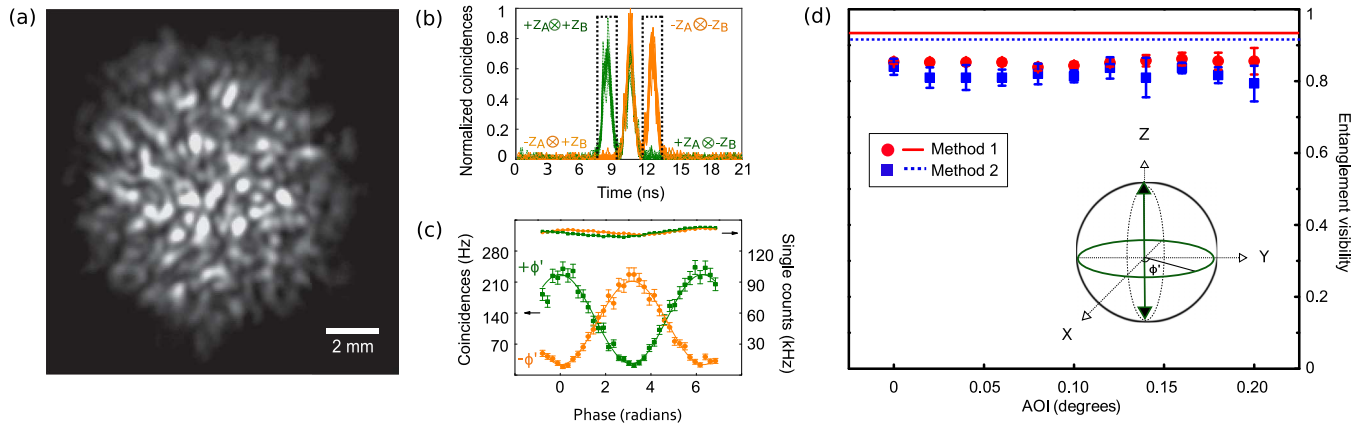 (a)
2 mm
(b)
Normalized coincidences
1
0.8
0.6
0.4
0.2
0
+Z_A⊗+Z_B
-Z_A⊗-Z_B
-Z_A⊗+Z_B
+Z_A⊗-Z_B
0 3 6 9 12 15 18 21
Time (ns)
(c)
Coincidences (Hz)
280
210
140
70
+ϕ'
-ϕ'
Single counts (kHz)
120
90
60
30
0 2 4 6
Phase (radians)
(d)
1
0.8
0.6
0.4
0.2
0
Entanglement visibility
Method 1
Method 2
Z
Y
X
ϕ'
0 0.05 0.10 0.15 0.20
AOI (degrees)